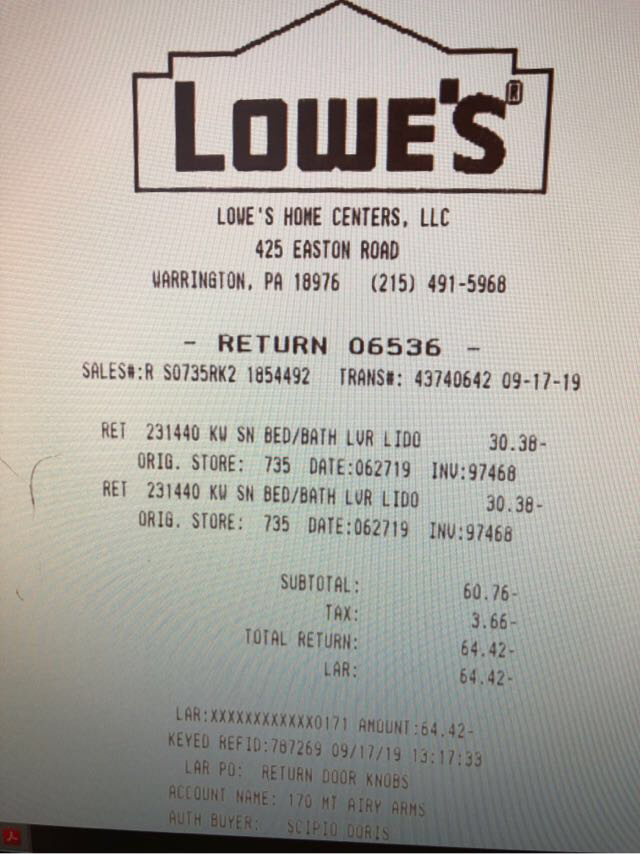 LOWE'S®
LOWE'S HOME CENTERS, LLC
425 EASTON ROAD
WARRINGTON, PA 18976 (215) 491-5968
- RETURN 06536 -
SALES#:R S0735RK2 1854492 TRANS#: 43740642 09-17-19
RET 231440 KW SN BED/BATH LVR LIDO 30.38-
ORIG. STORE: 735 DATE:062719 INV:97468
RET 231440 KW SN BED/BATH LVR LIDO 30.38-
ORIG. STORE: 735 DATE:062719 INV:97468
SUBTOTAL: 60.76-
TAX: 3.66-
TOTAL RETURN: 64.42-
LAR: 64.42-
LAR:XXXXXXXXXXXX0171 AMOUNT:64.42-
KEYED REFID:787269 09/17/19 13:17:33
LAR PO: RETURN DOOR KNOBS
ACCOUNT NAME: 170 MT AIRY ARMS
AUTH BUYER: SCIPIO DORIS